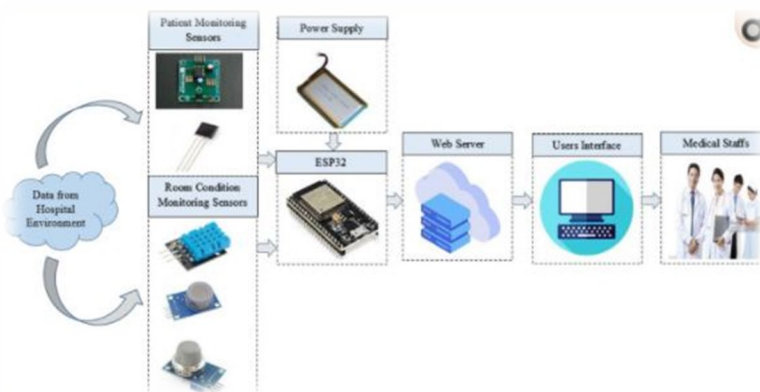 Patient Monitoring
Sensors
Power Supply
Data from
Hospital
Environment
Room Condition
Monitoring Sensors
ESP32
Web Server
Users Interface
Medical Staffs